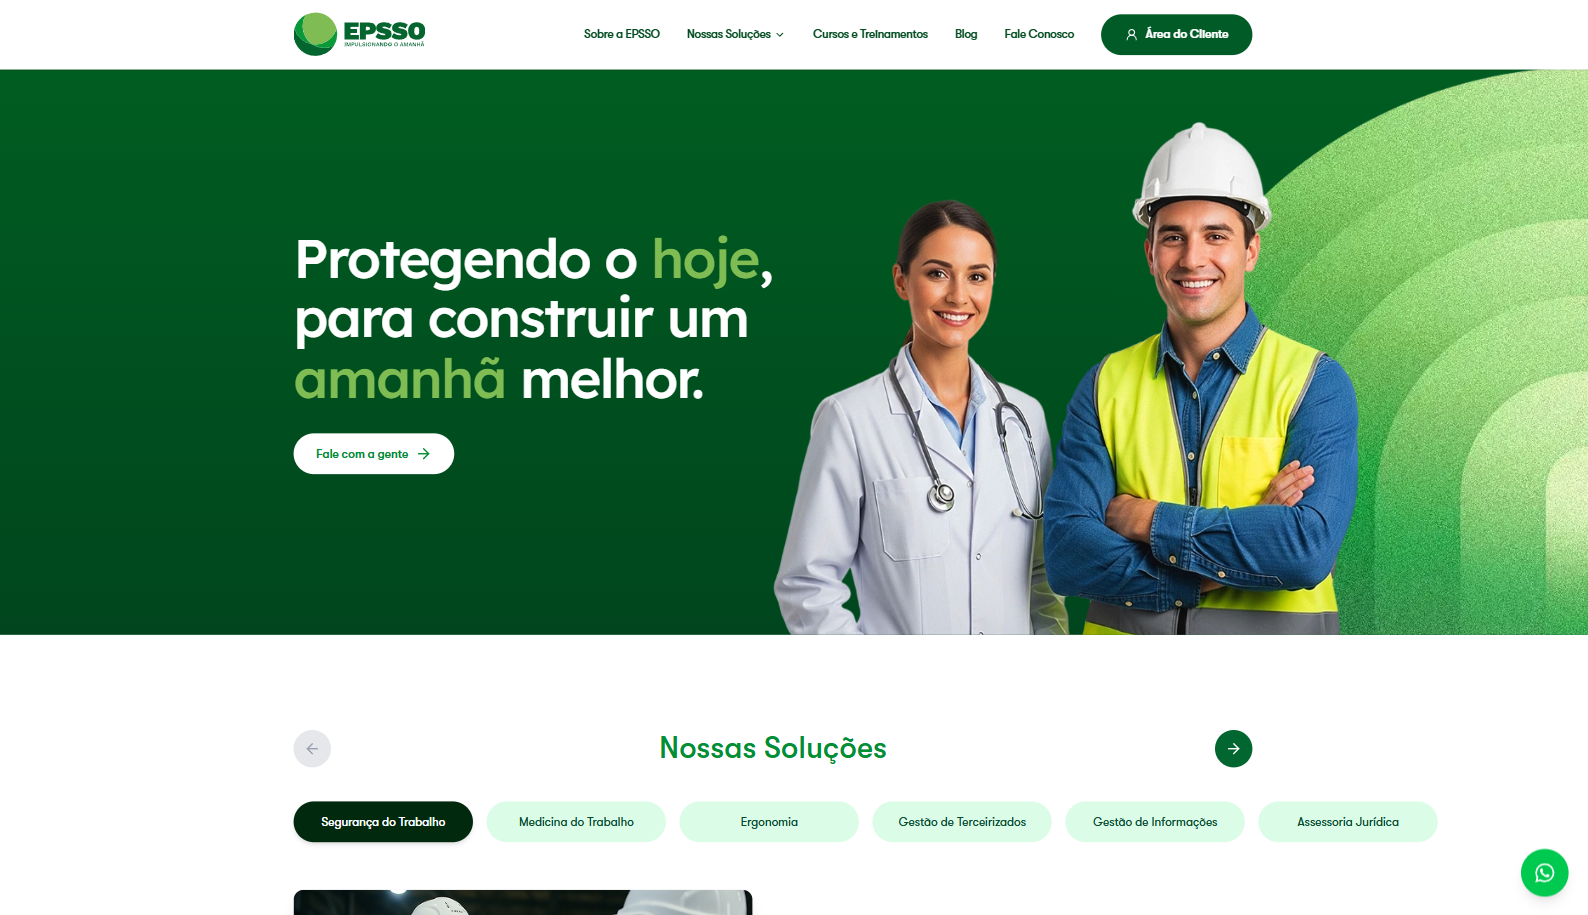 EPSSO
IMPULSIONANDO O AMANHÃ
Sobre a EPSSO
Nossas Soluções
Cursos e Treinamentos
Blog
Fale Conosco
Área do Cliente
Protegendo o hoje,
para construir um
amanhã melhor.
Fale com a gente
Nossas Soluções
Segurança do Trabalho
Medicina do Trabalho
Ergonomia
Gestão de Terceirizados
Gestão de Informações
Assessoria Jurídica